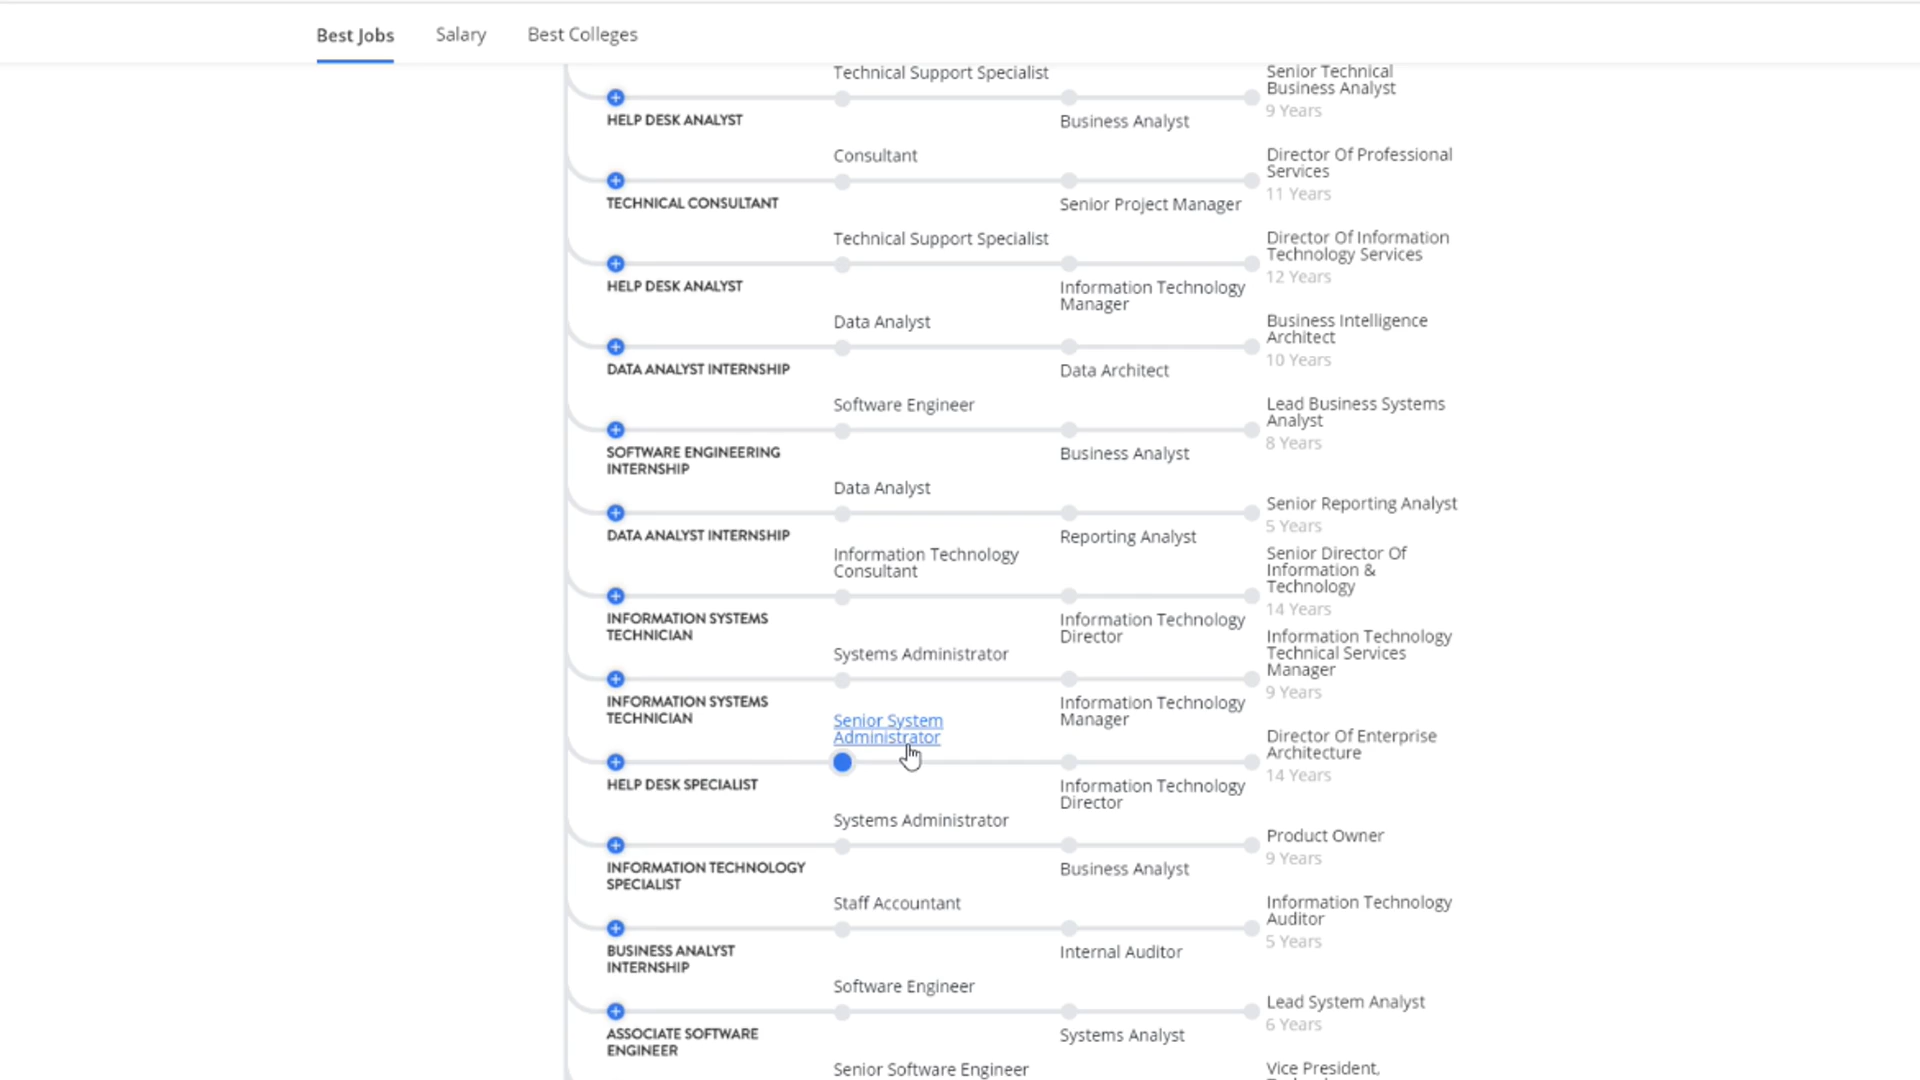 Best Jobs
Salary
Best Colleges
Technical Support Specialist
Senior Technical
Business Analyst
9 Years
HELP DESK ANALYST
Business Analyst
Consultant
Director Of Professional
Services
11 Years
TECHNICAL CONSULTANT
Senior Project Manager
Technical Support Specialist
Director Of Information
Technology Services
12 Years
HELP DESK ANALYST
Information Technology
Manager
Data Analyst
Business Intelligence
Architect
10 Years
DATA ANALYST INTERNSHIP
Data Architect
Software Engineer
Lead Business Systems
Analyst
8 Years
SOFTWARE ENGINEERING
INTERNSHIP
Business Analyst
Data Analyst
Senior Reporting Analyst
5 Years
DATA ANALYST INTERNSHIP
Reporting Analyst
Information Technology
Consultant
Senior Director Of
Information &
Technology
14 Years
INFORMATION SYSTEMS
TECHNICIAN
Information Technology
Director
Systems Administrator
Information Technology
Technical Services
Manager
9 Years
INFORMATION SYSTEMS
TECHNICIAN
Information Technology
Manager
Senior System
Administrator
Director Of Enterprise
Architecture
14 Years
HELP DESK SPECIALIST
Information Technology
Director
Systems Administrator
Product Owner
9 Years
INFORMATION TECHNOLOGY
SPECIALIST
Business Analyst
Staff Accountant
Information Technology
Auditor
5 Years
BUSINESS ANALYST
INTERNSHIP
Internal Auditor
Software Engineer
Lead System Analyst
6 Years
ASSOCIATE SOFTWARE
ENGINEER
Systems Analyst
Senior Software Engineer
Vice President,